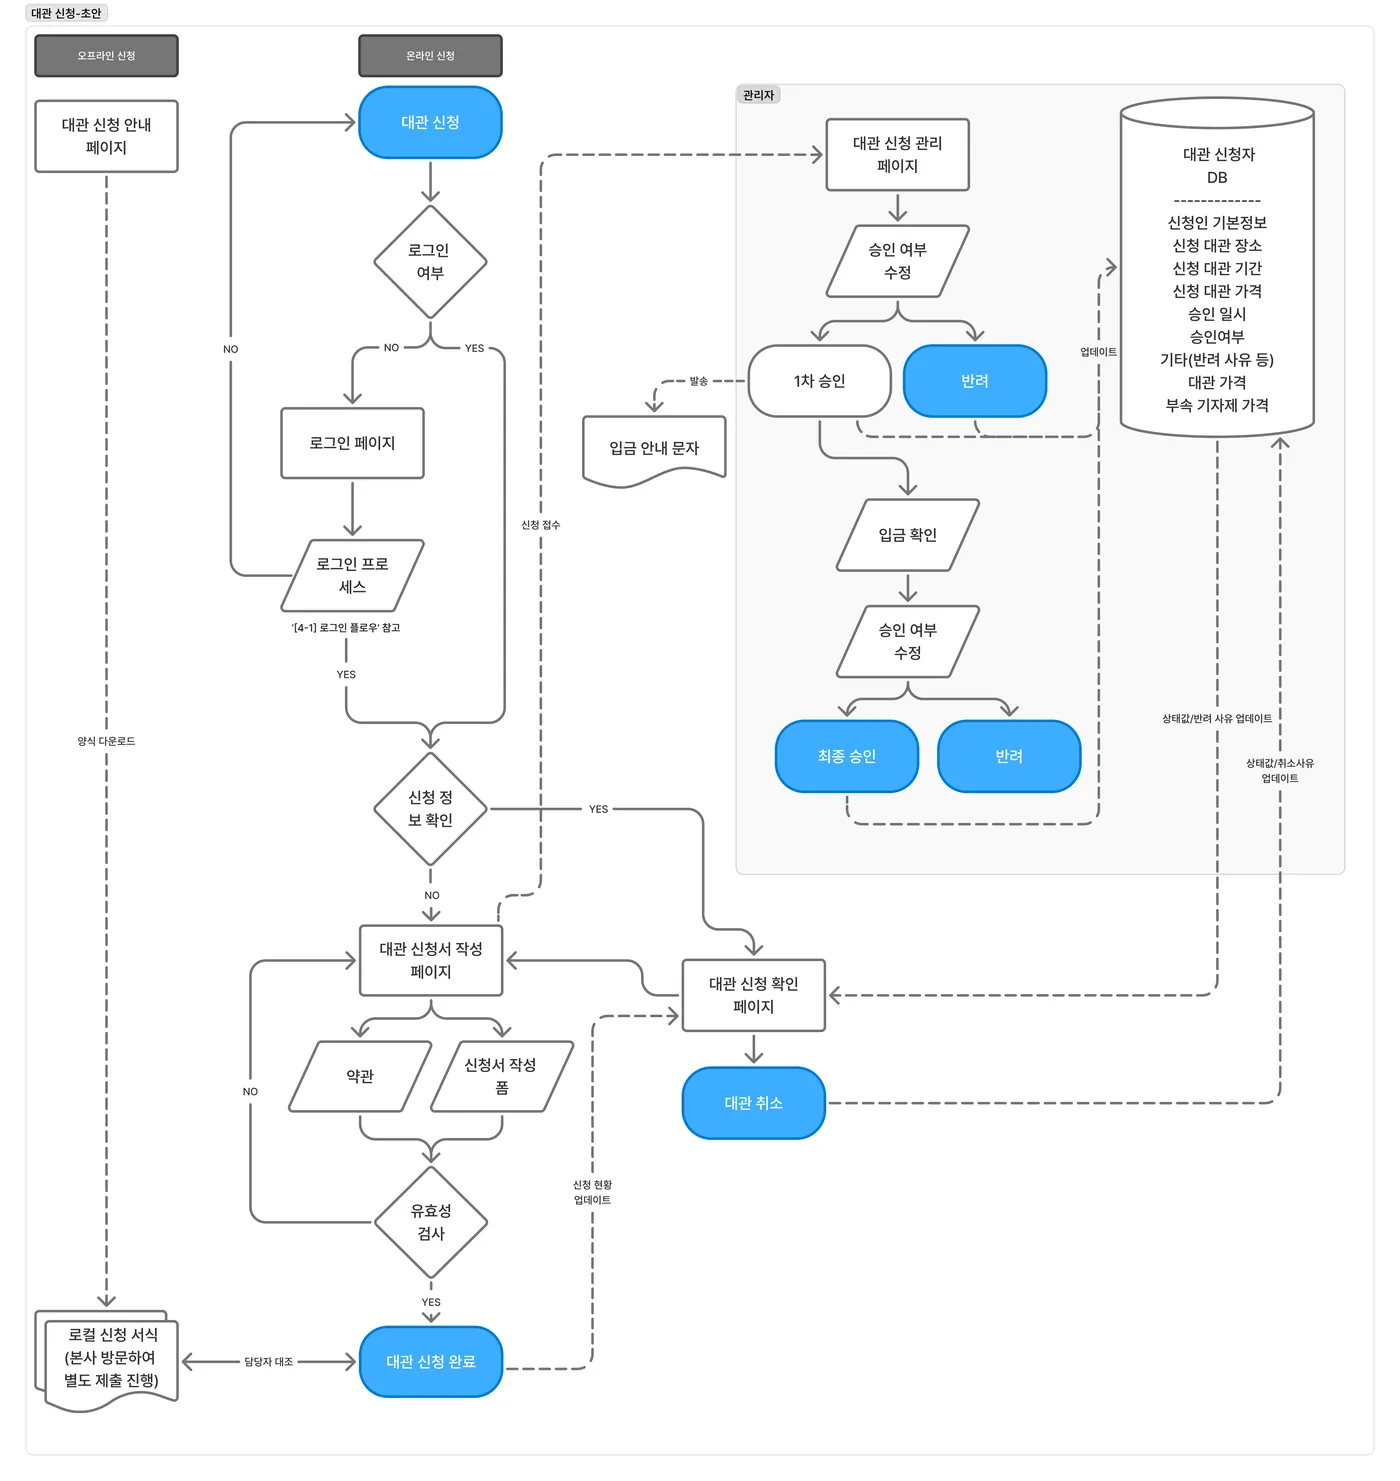 대관 신청-초안
오프라인 신청
온라인 신청
대관 신청 안내
페이지
대관 신청
관리자
대관 신청 관리
페이지
대관 신청자
DB
-------------
신청인 기본정보
신청 대관 장소
신청 대관 기간
신청 대관 가격
승인 일시
승인여부
기타(반려 사유 등)
대관 가격
부속 기자제 가격
로그인
여부
승인 여부
수정
NO
NO
YES
업데이트
1차 승인
반려
발송
로그인 페이지
입금 안내 문자
신청 접수
입금 확인
로그인 프로
세스
'[4-1] 로그인 플로우' 참고
승인 여부
수정
YES
상태값/반려 사유 업데이트
양식 다운로드
최종 승인
반려
상태값/취소사유
업데이트
신청 정
보 확인
YES
NO
대관 신청서 작성
페이지
대관 신청 확인
페이지
약관
신청서 작성
폼
NO
대관 취소
신청 현황
업데이트
유효성
검사
YES
로컬 신청 서식
(본사 방문하여
별도 제출 진행)
담당자 대조
대관 신청 완료